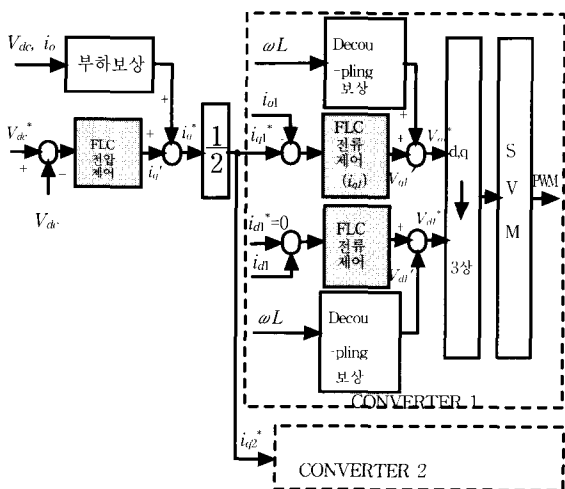 V_dc, i_o
부하보상
V_dc*
+
−
FLC
전압
제어
V_dc
+
+
i_q'
i_q*
1/2
ωL
Decou
-pling
보상
i_q1
i_q1*
FLC
전류
제어
(i_q1)
+
+
V_q1'
V_q1*
i_d1*=0
i_d1
FLC
전류
제어
+
V_d1'
V_d1*
ωL
Decou
-pling
보상
d,q
3상
S
V
M
PWM
CONVERTER 1
i_q2*
CONVERTER 2